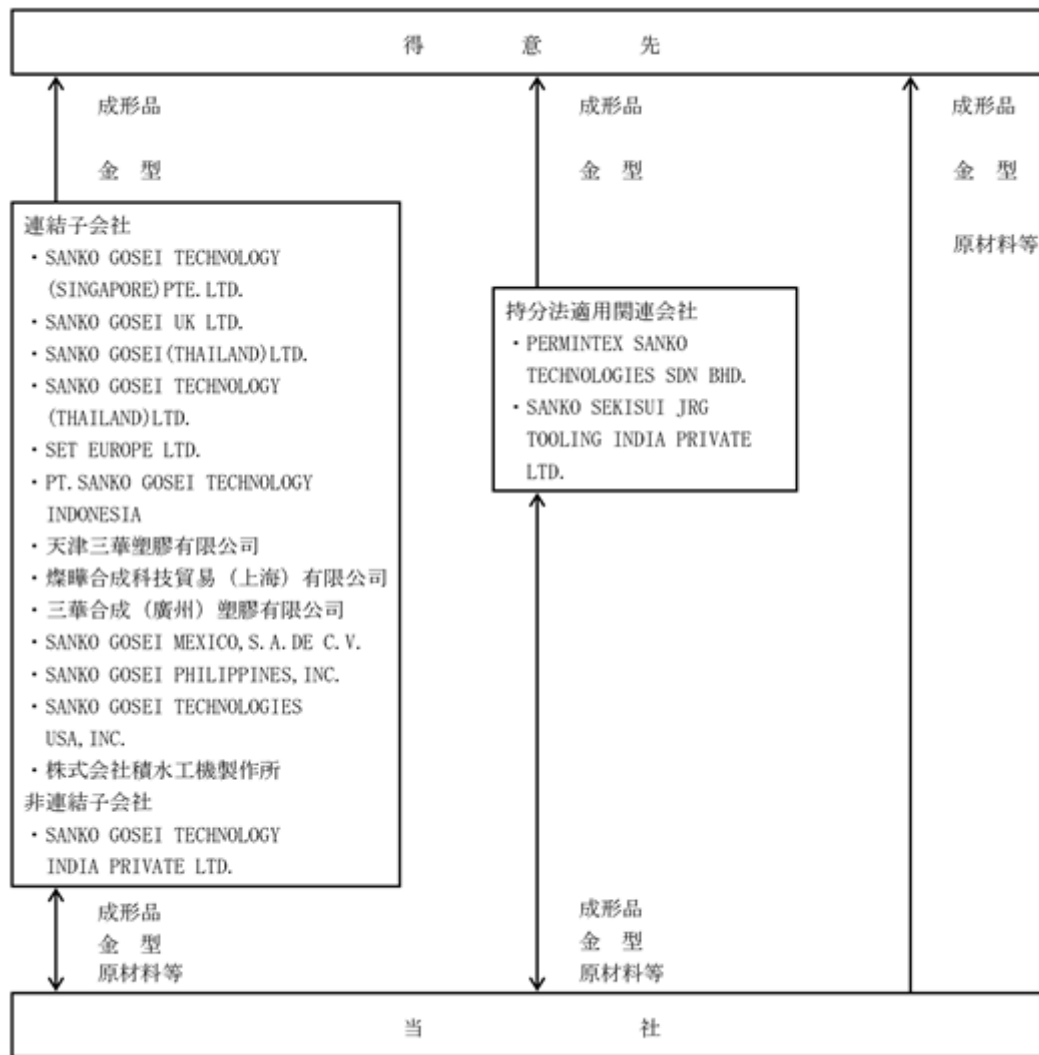 得意先
成形品
金型
成形品
金型
成形品
金型
原材料等
連結子会社
・SANKO GOSEI TECHNOLOGY
(SINGAPORE)PTE.LTD.
・SANKO GOSEI UK LTD.
・SANKO GOSEI(THAILAND)LTD.
・SANKO GOSEI TECHNOLOGY
(THAILAND)LTD.
・SET EUROPE LTD.
・PT.SANKO GOSEI TECHNOLOGY
INDONESIA
・天津三華塑膠有限公司
・燦曄合成科技貿易（上海）有限公司
・三華合成（廣州）塑膠有限公司
・SANKO GOSEI MEXICO,S.A.DE C.V.
・SANKO GOSEI PHILIPPINES,INC.
・SANKO GOSEI TECHNOLOGIES
USA,INC.
・株式会社積水工機製作所
非連結子会社
・SANKO GOSEI TECHNOLOGY
INDIA PRIVATE LTD.
持分法適用関連会社
・PERMINTEX SANKO
TECHNOLOGIES SDN BHD.
・SANKO SEKISUI JRG
TOOLING INDIA PRIVATE
LTD.
成形品
金型
原材料等
成形品
金型
原材料等
当社